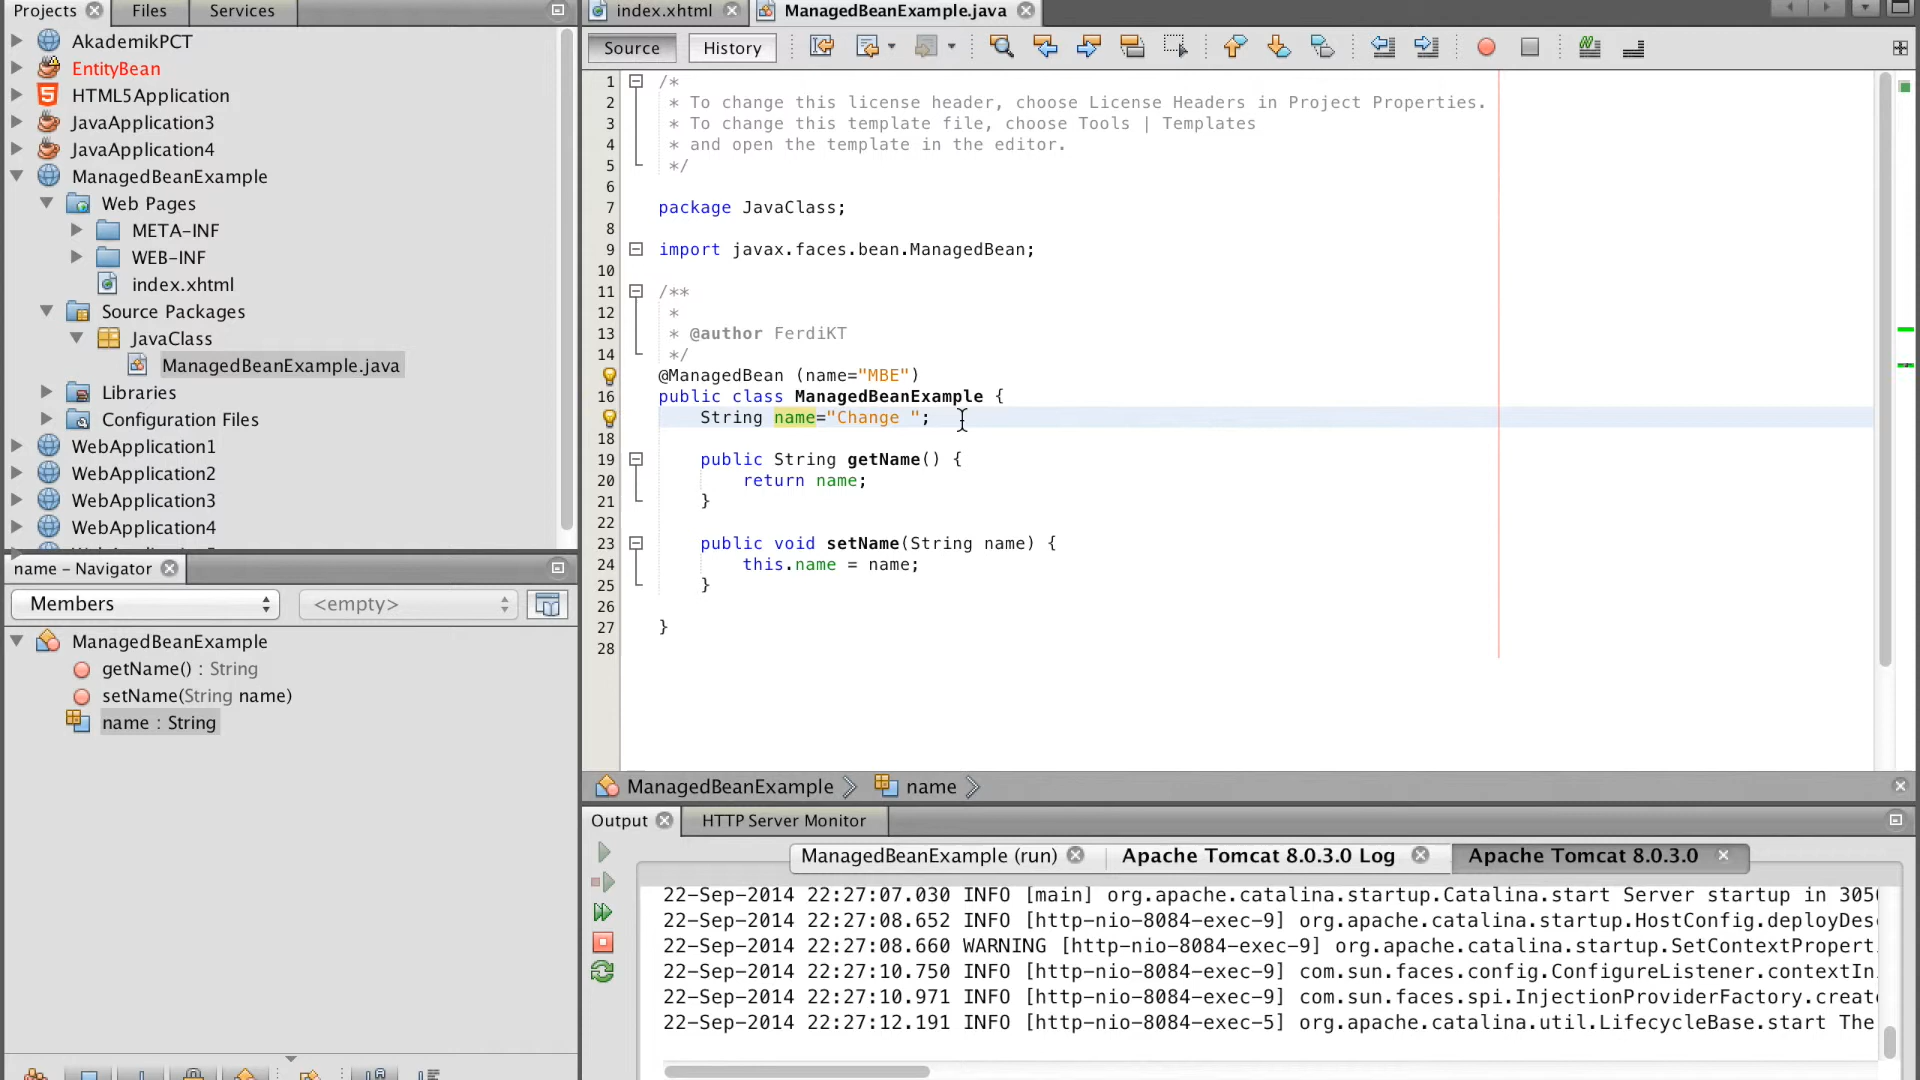 Projects
Files
Services
AkademikPCT
EntityBean
HTML5Application
JavaApplication3
JavaApplication4
ManagedBeanExample
Web Pages
META-INF
WEB-INF
index.xhtml
Source Packages
JavaClass
ManagedBeanExample.java
Libraries
Configuration Files
WebApplication1
WebApplication2
WebApplication3
WebApplication4
name – Navigator
Members
<empty>
ManagedBeanExample
getName() : String
setName(String name)
name : String
index.xhtml
ManagedBeanExample.java
Source
History
1 /*
2 * To change this license header, choose License Headers in Project Properties.
3 * To change this template file, choose Tools | Templates
4 * and open the template in the editor.
5 */
6
7 package JavaClass;
8
9 import javax.faces.bean.ManagedBean;
10
11 /**
12 *
13 * @author FerdiKT
14 */
@ManagedBean (name="MBE")
16 public class ManagedBeanExample {
String name="Change ";
18
19 public String getName() {
20 return name;
21 }
22
23 public void setName(String name) {
24 this.name = name;
25 }
26
27 }
28
ManagedBeanExample
name
Output
HTTP Server Monitor
ManagedBeanExample (run)
Apache Tomcat 8.0.3.0 Log
Apache Tomcat 8.0.3.0
22-Sep-2014 22:27:07.030 INFO [main] org.apache.catalina.startup.Catalina.start Server startup in 305
22-Sep-2014 22:27:08.652 INFO [http-nio-8084-exec-9] org.apache.catalina.startup.HostConfig.deployDes
22-Sep-2014 22:27:08.660 WARNING [http-nio-8084-exec-9] org.apache.catalina.startup.SetContextPropert
22-Sep-2014 22:27:10.750 INFO [http-nio-8084-exec-9] com.sun.faces.config.ConfigureListener.contextIn
22-Sep-2014 22:27:10.971 INFO [http-nio-8084-exec-9] com.sun.faces.spi.InjectionProviderFactory.creat
22-Sep-2014 22:27:12.191 INFO [http-nio-8084-exec-5] org.apache.catalina.util.LifecycleBase.start The